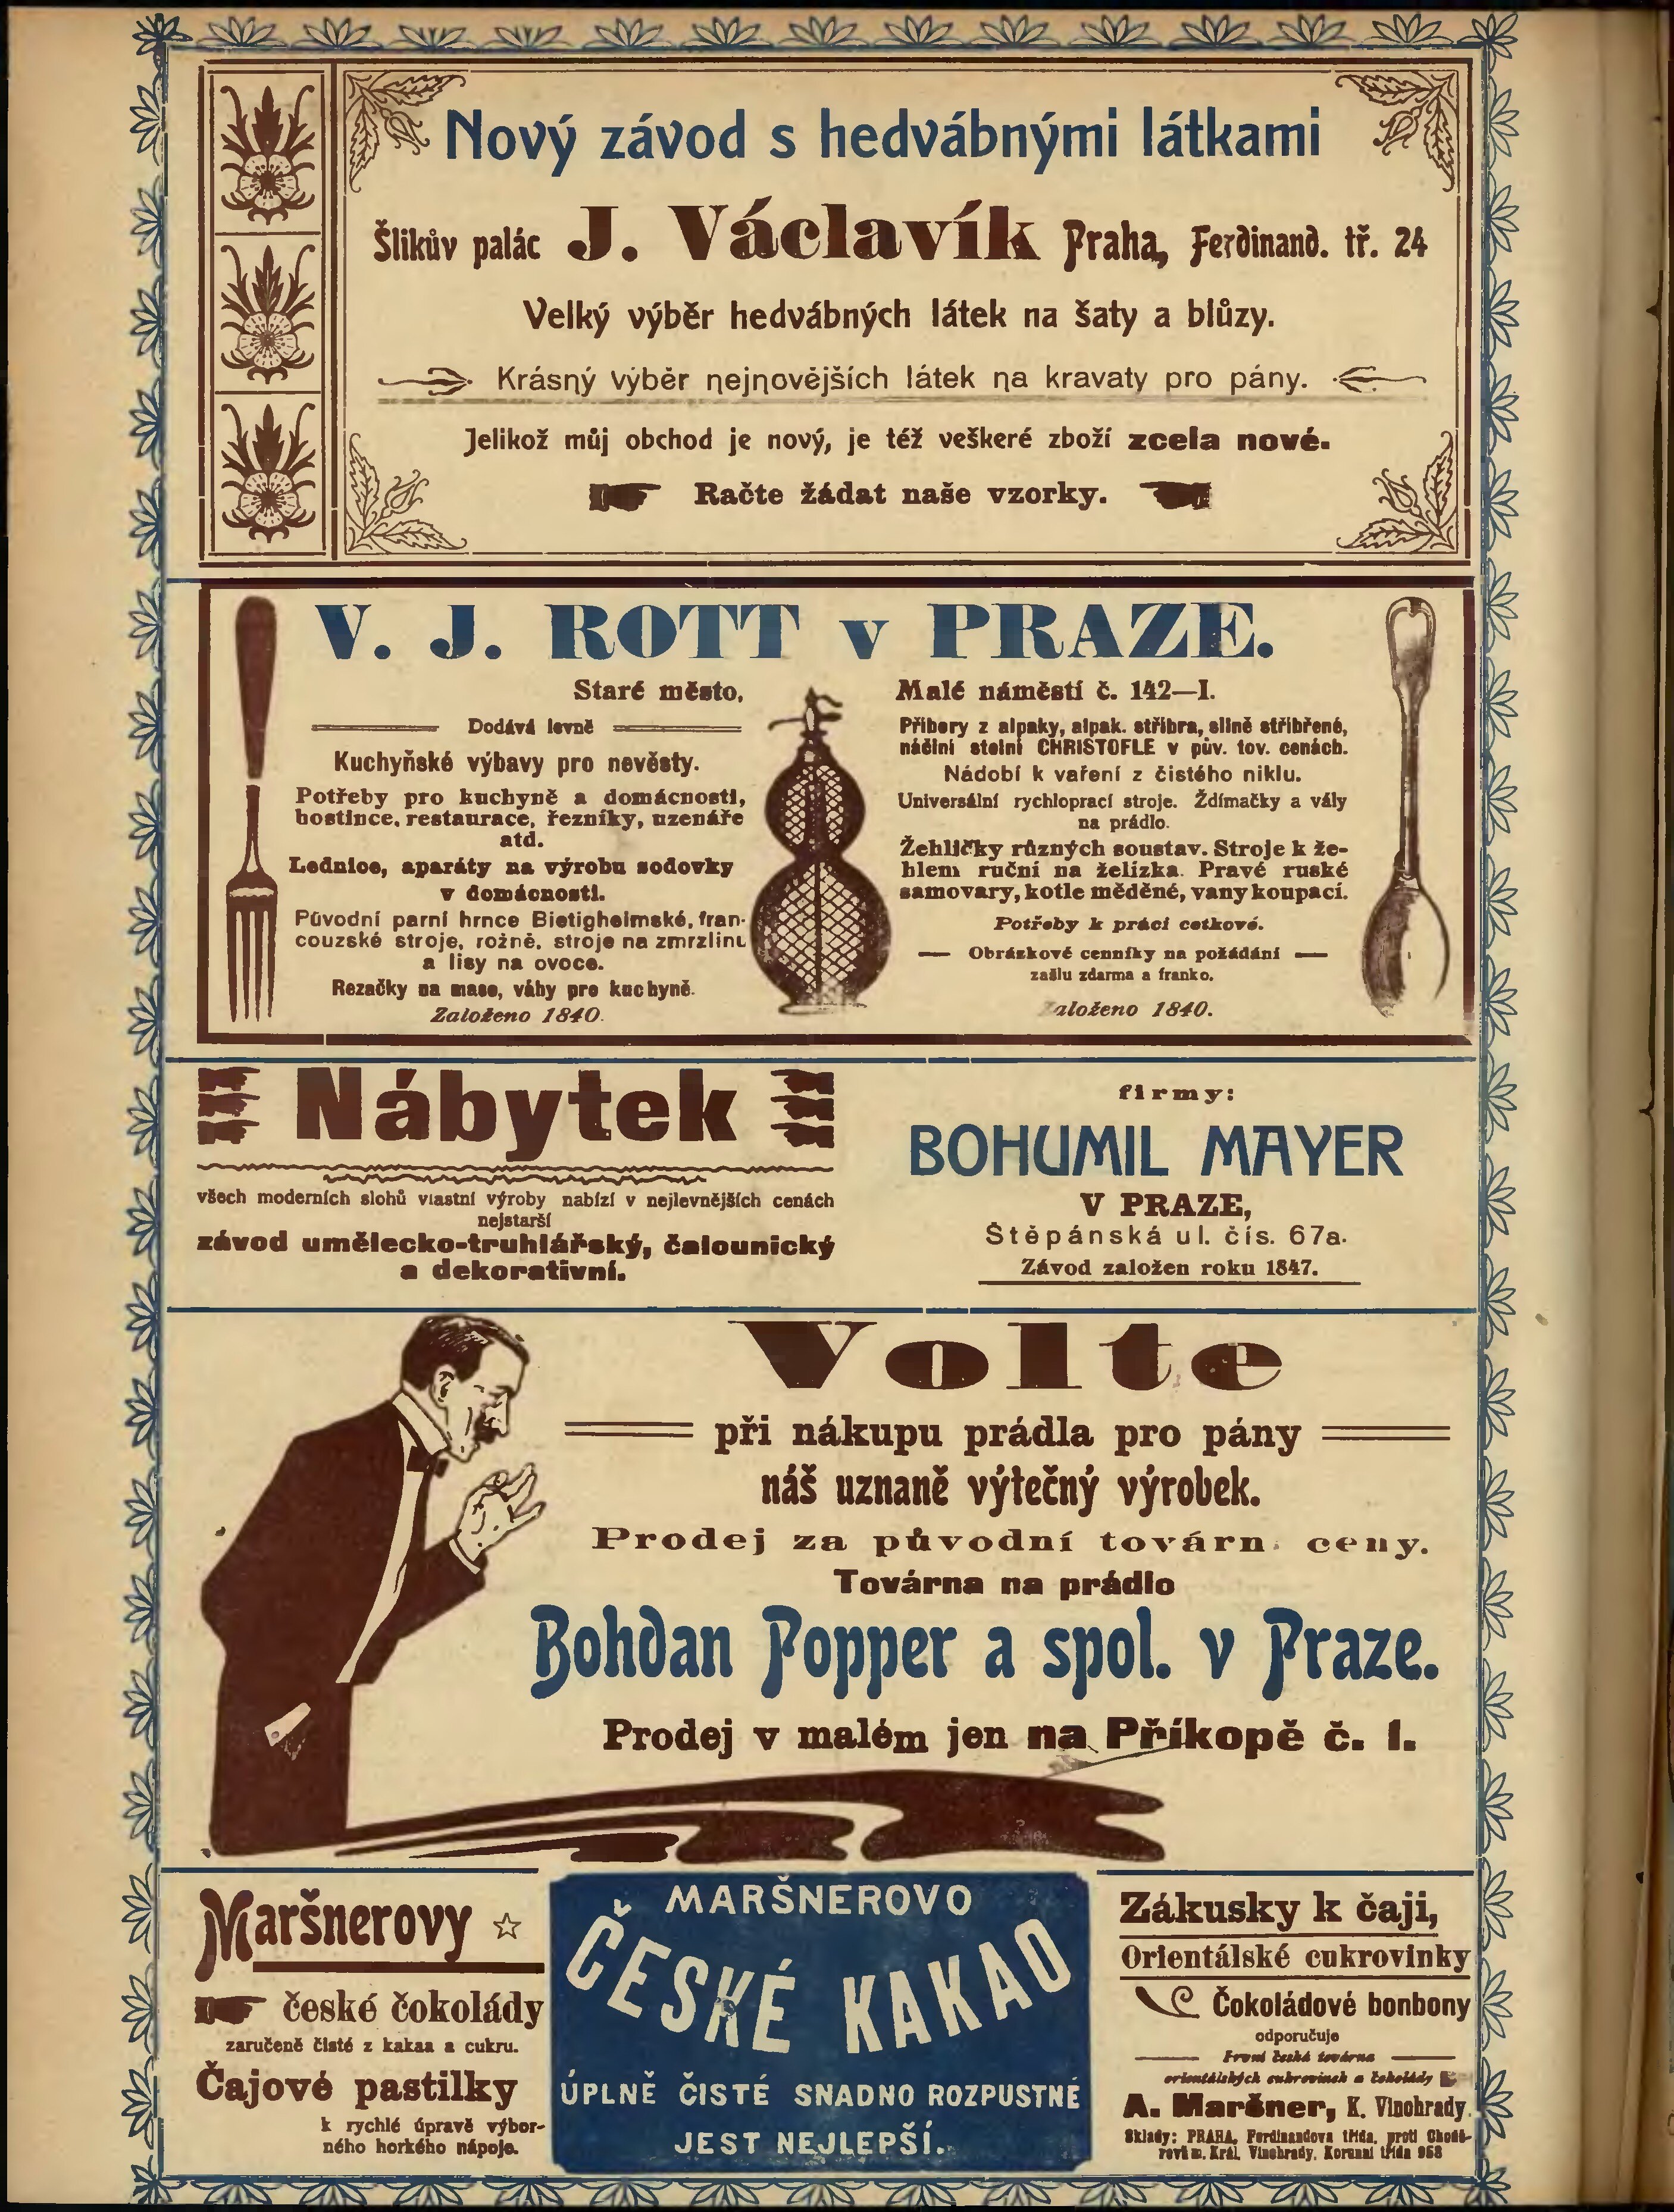 Nový závod s hedvábnými látkami
Šlikův palác J. Václavík Praha, Ferdinand. tř. 24
Velký výběr hedvábných látek na šaty a blůzy.
Krásný výběr nejnovějších látek na kravaty pro pány.
Jelikož můj obchod je nový, je též veškeré zboží zcela nové.
Račte žádat naše vzorky.
V. J. ROTT v PRAZE.
Staré město,
Dodává levně
Kuchyňské výbavy pro nevěsty.
Potřeby pro kuchyně a domácnosti,
hostince, restaurace, řezníky, uzenáře
atd.
Lednice, aparáty na výrobu sodovky
v domácnosti.
Původní parní hrnce Bietigheimské, fran-
couzské stroje, rožně, stroje na zmrzlinu
a lisy na ovoce.
Rezačky na maso, váhy pro kuchyně.
Založeno 1840.
Malé náměstí č. 142—I.
Příbory z alpaky, alpak. stříbra, silně stříbřené,
náčiní stolní CHRISTOFLE v pův. tov. cenách.
Nádobí k vaření z čistého niklu.
Universální rychloprací stroje. Ždímačky a vály
na prádlo.
Žehličky různých soustav. Stroje k že-
hlení ruční na želízka. Pravé ruské
samovary, kotle měděné, vany koupací.
Potřeby k práci cetkové.
Obrázkové cenníky na požádání
zašlu zdarma a franko.
Založeno 1840.
Nábytek
všech moderních slohů vlastní výroby nabízí v nejlevnějších cenách
nejstarší
závod umělecko-truhlářský, čalounický
a dekorativní.
firmy:
BOHUMIL MAYER
V PRAZE,
Štěpánská ul. čís. 67a.
Závod založen roku 1847.
Volte
při nákupu prádla pro pány
náš uznaně výtečný výrobek.
Prodej za původní továrn. ceny.
Továrna na prádlo
Bohdan Popper a spol. v Praze.
Prodej v malém jen na Příkopě č. 1.
Maršnerovy
české čokolády
zaručeně čisté z kakaa a cukru.
Čajové pastilky
k rychlé úpravě výbor-
ného horkého nápoje.
MARŠNEROVO
ČESKÉ KAKAO
ÚPLNĚ ČISTÉ SNADNO ROZPUSTNÉ
JEST NEJLEPŠÍ.
Zákusky k čaji,
Orientálské cukrovinky
Čokoládové bonbony
odporučuje
První česká továrna
orientálských cukrovinek a čokolády
A. Maršner, K. Vinohrady.
Sklady: PRAHA, Ferdinandova třída, proti Chodě-
rovům. Král. Vinohrady, Korunní třída 958